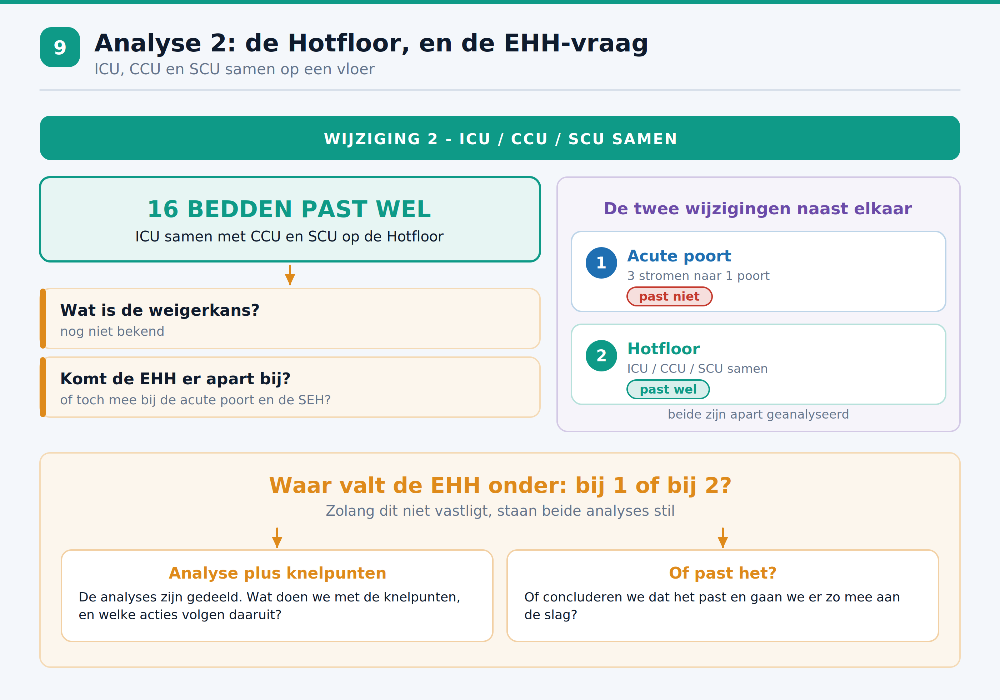 9
Analyse 2: de Hotfloor, en de EHH-vraag
ICU, CCU en SCU samen op een vloer
WIJZIGING 2 - ICU / CCU / SCU SAMEN
16 BEDDEN PAST WEL
ICU samen met CCU en SCU op de Hotfloor
Wat is de weigerkans?
nog niet bekend
Komt de EHH er apart bij?
of toch mee bij de acute poort en de SEH?
De twee wijzigingen naast elkaar
1
Acute poort
3 stromen naar 1 poort
past niet
2
Hotfloor
ICU / CCU / SCU samen
past wel
beide zijn apart geanalyseerd
Waar valt de EHH onder: bij 1 of bij 2?
Zolang dit niet vastligt, staan beide analyses stil
Analyse plus knelpunten
De analyses zijn gedeeld. Wat doen we met de knelpunten,
en welke acties volgen daaruit?
Of past het?
Of concluderen we dat het past en gaan we er zo mee aan
de slag?